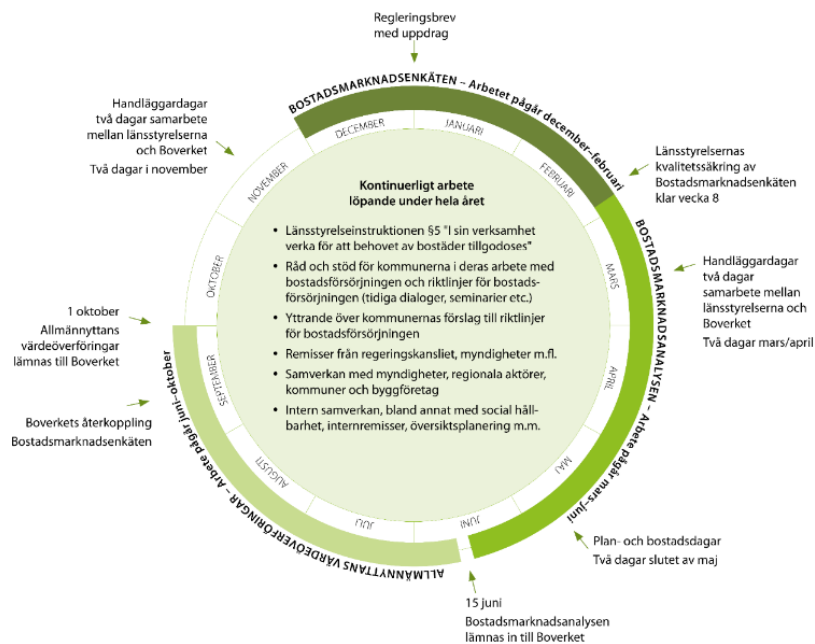 Regleringsbrev
med uppdrag
BOSTADSMARKNADSENKÄTEN – Arbetet pågår december–februari
Handläggardagar
två dagar samarbete
mellan länsstyrelserna
och Boverket
Två dagar i november
Länsstyrelsernas
kvalitetssäkring av
Bostadsmarknadsenkäten
klar vecka 8
BOSTADSMARKNADSANALYSEN – Arbete pågår mars–juni
Handläggardagar
två dagar
samarbete mellan
länsstyrelserna och
Boverket
Två dagar mars/april
Plan- och bostadsdagar
Två dagar slutet av maj
15 juni
Bostadsmarknadsanalysen
lämnas in till Boverket
ALLMÄNNYTTANS VÄRDEÖVERFÖRINGAR – Arbete pågår juni–oktober
Boverkets återkoppling
Bostadsmarknadsenkäten
1 oktober
Allmännyttans
värdeöverföringar
lämnas till Boverket
JANUARI
FEBRUARI
MARS
APRIL
MAJ
JUNI
JULI
AUGUSTI
SEPTEMBER
OKTOBER
NOVEMBER
DECEMBER
Kontinuerligt arbete
löpande under hela året
• Länsstyrelseinstruktionen §5 "I sin verksamhet
verka för att behovet av bostäder tillgodoses"
• Råd och stöd för kommunerna i deras arbete med
bostadsförsörjningen och riktlinjer för bostads-
försörjningen (tidiga dialoger, seminarier etc.)
• Yttrande över kommunernas förslag till riktlinjer
för bostadsförsörjningen
• Remisser från regeringskansliet, myndigheter m.fl.
• Samverkan med myndigheter, regionala aktörer,
kommuner och byggföretag
• Intern samverkan, bland annat med social håll-
barhet, internremisser, översiktsplanering m.m.